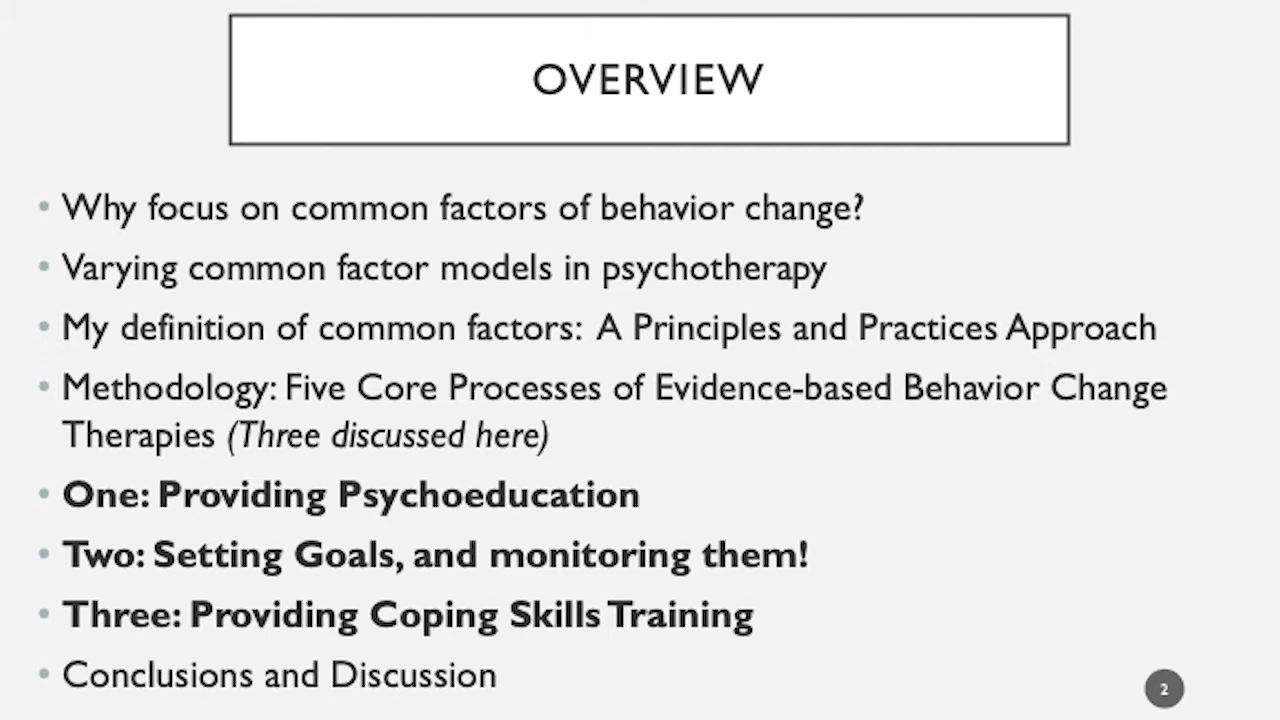 OVERVIEW
• Why focus on common factors of behavior change?
• Varying common factor models in psychotherapy
• My definition of common factors: A Principles and Practices Approach
• Methodology: Five Core Processes of Evidence-based Behavior Change
Therapies (Three discussed here)
• One: Providing Psychoeducation
• Two: Setting Goals, and monitoring them!
• Three: Providing Coping Skills Training
• Conclusions and Discussion
2